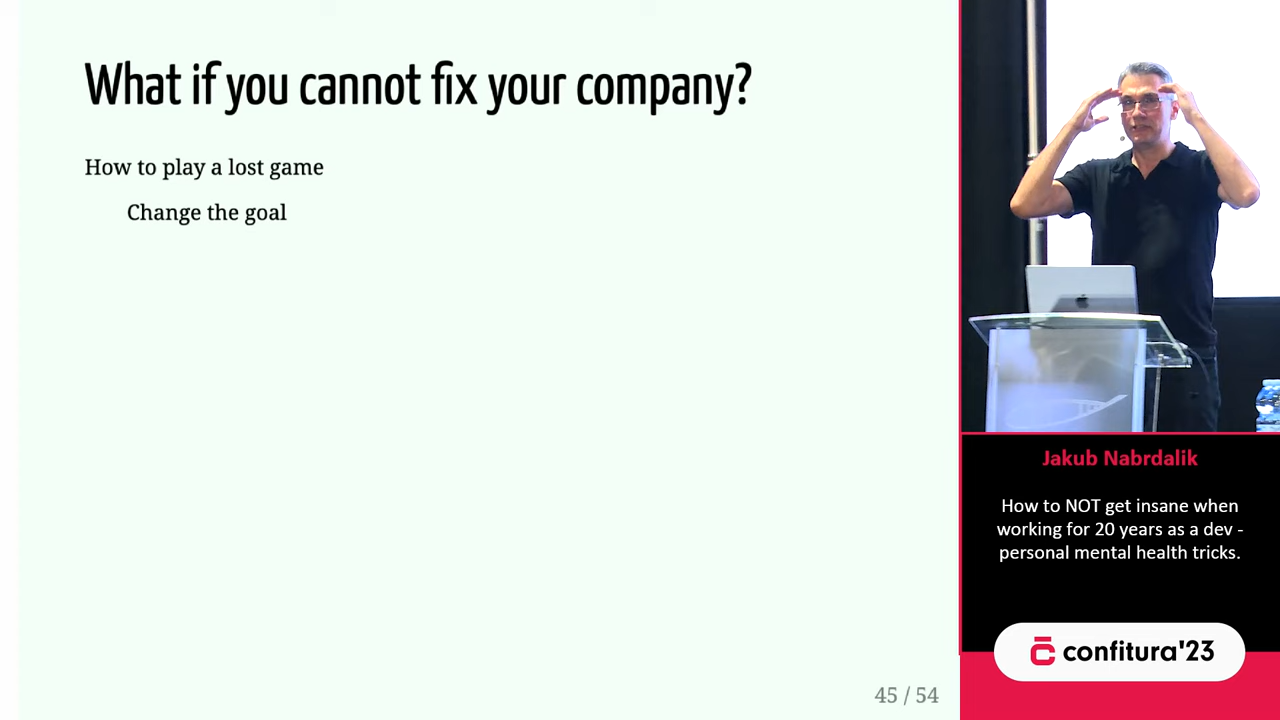 What if you cannot fix your company?
How to play a lost game
Change the goal
45 / 54
Jakub Nabrdalik
How to NOT get insane when
working for 20 years as a dev -
personal mental health tricks.
confitura'23